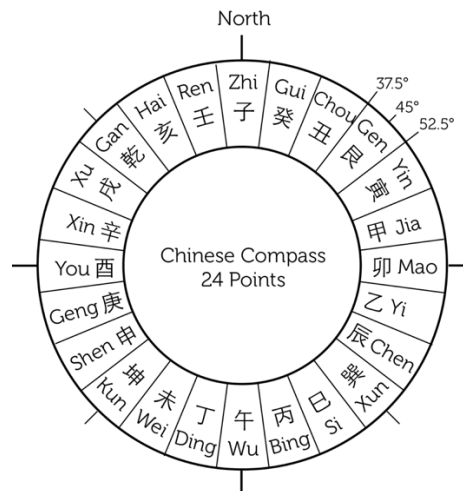 North
Zhi 子
Gui 癸
Chou 丑
37.5°
Gen 艮
45°
52.5°
Yin 寅
甲 Jia
卯 Mao
乙 Yi
辰 Chen
巽 Xun
巳 Si
丙 Bing
午 Wu
丁 Ding
未 Wei
坤 Kun
Shen 申
Geng 庚
You 酉
Xin 辛
Xu 戌
Gan 乾
Hai 亥
Ren 壬
Chinese Compass
24 Points